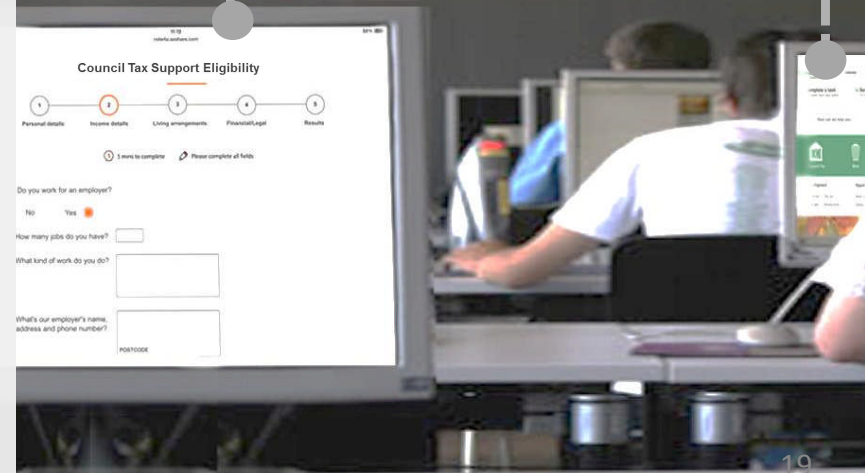 Council Tax Support Eligibility
1 2 3 4 5
Personal details Income details Living arrangements Financial/Legal Results
5 mins to complete Please complete all fields
Do you work for an employer?
No Yes
How many jobs do you have?
What kind of work do you do?
What's our employer's name,
address and phone number?
POSTCODE
19